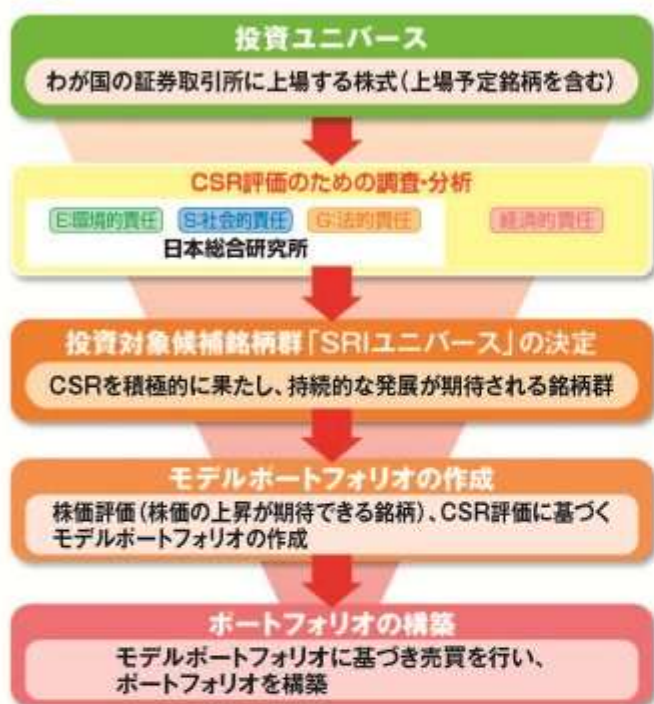 投資ユニバース
わが国の証券取引所に上場する株式(上場予定銘柄を含む)
CSR評価のための調査・分析
E:環境的責任 S:社会的責任 G:法的責任 経済的責任
日本総合研究所
投資対象候補銘柄群「SRIユニバース」の決定
CSRを積極的に果たし、持続的な発展が期待される銘柄群
モデルポートフォリオの作成
株価評価(株価の上昇が期待できる銘柄)、CSR評価に基づく
モデルポートフォリオの作成
ポートフォリオの構築
モデルポートフォリオに基づき売買を行い、
ポートフォリオを構築